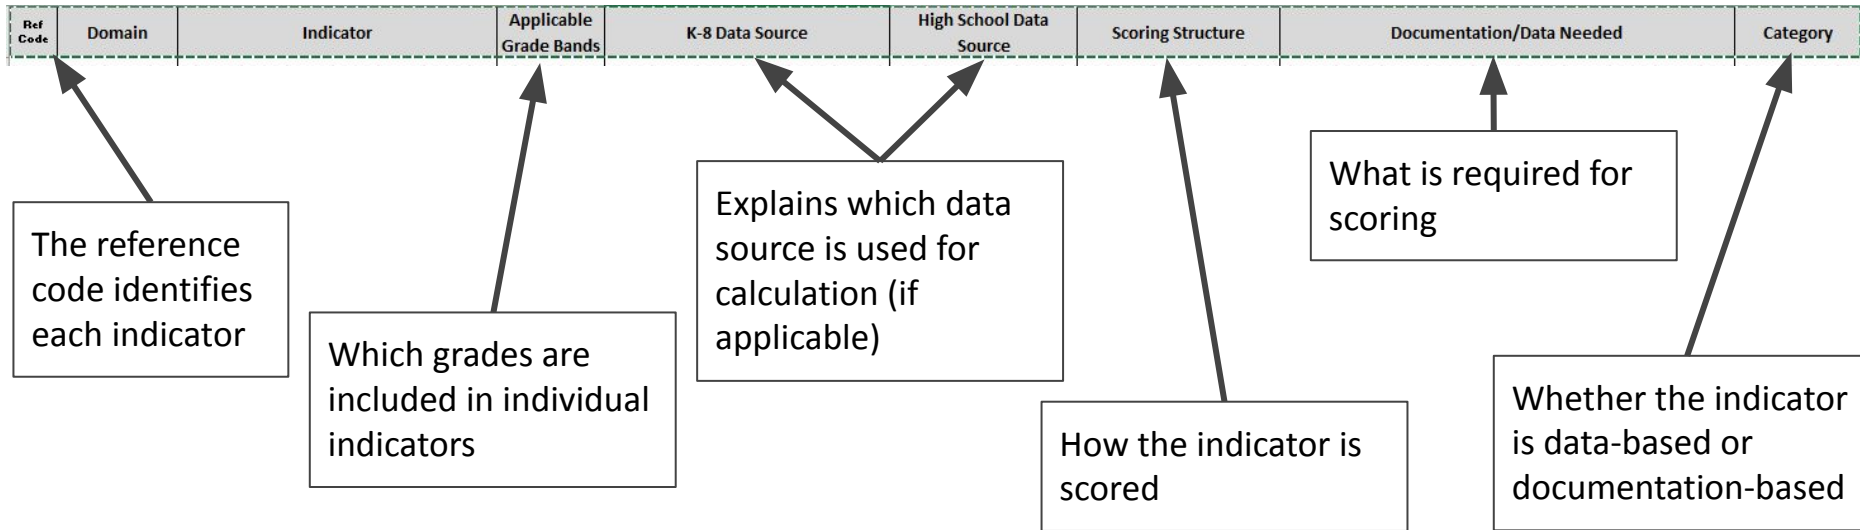 Ref
Code
Domain
Indicator
Applicable
Grade Bands
K-8 Data Source
High School Data
Source
Scoring Structure
Documentation/Data Needed
Category
The reference
code identifies
each indicator
Which grades are
included in individual
indicators
Explains which data
source is used for
calculation (if
applicable)
How the indicator is
scored
What is required for
scoring
Whether the indicator
is data-based or
documentation-based